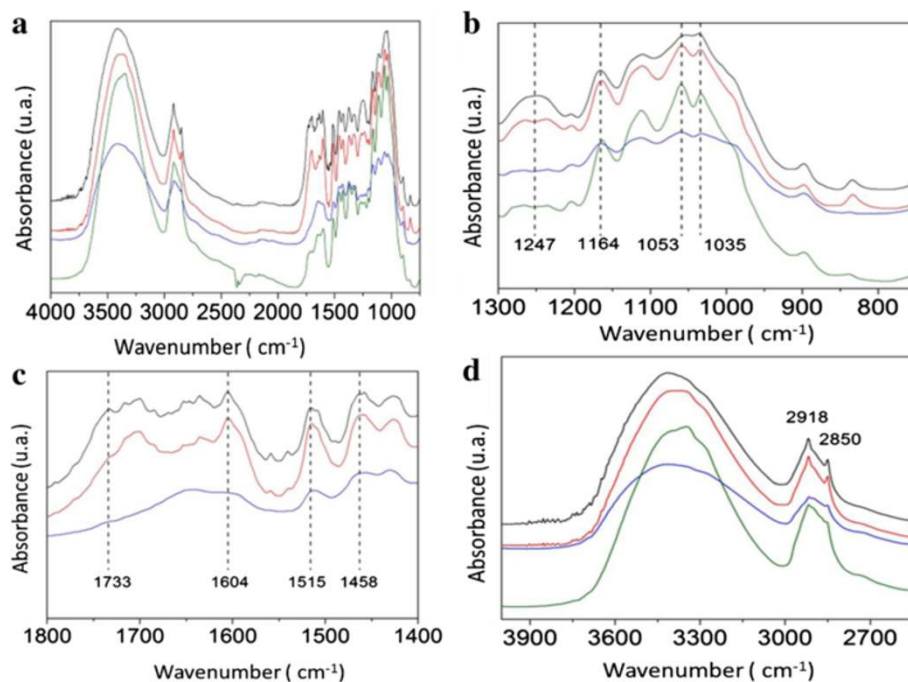 a
Absorbance (u.a.)
4000 3500 3000 2500 2000 1500 1000
Wavenumber ( cm-1)
b
Absorbance (u.a.)
1247 1164 1053 1035
1300 1200 1100 1000 900 800
Wavenumber ( cm-1)
c
Absorbance (u.a.)
1733 1604 1515 1458
1800 1700 1600 1500 1400
Wavenumber ( cm-1)
d
2918
2850
Absorbance (u.a.)
3900 3600 3300 3000 2700
Wavenumber ( cm-1)